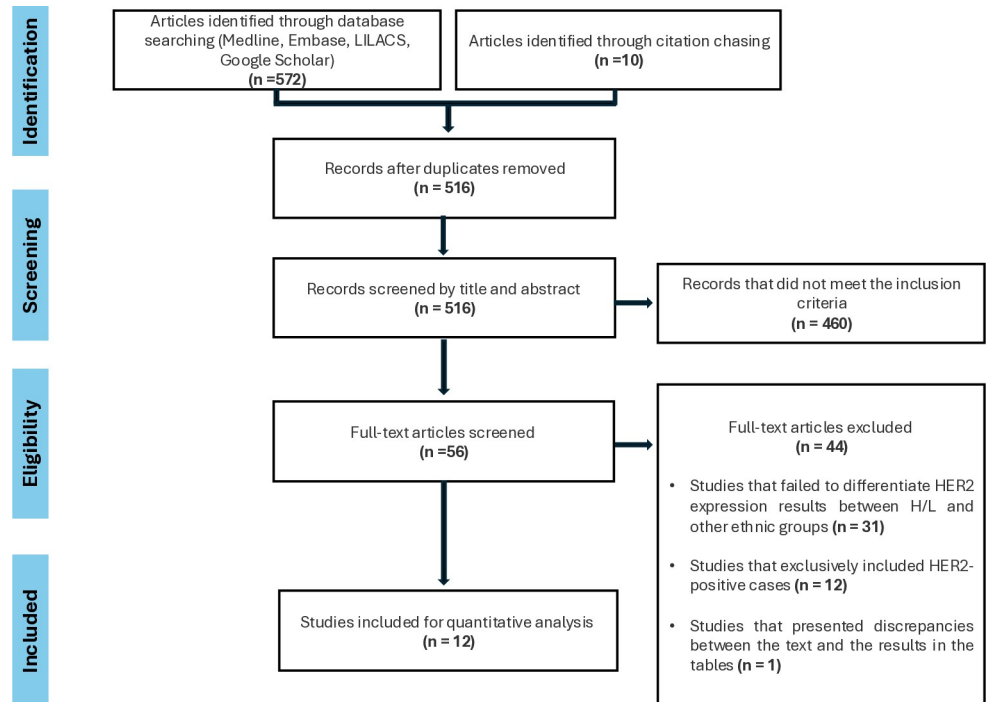 Identification
Articles identified through database
searching (Medline, Embase, LILACS,
Google Scholar)
(n =572)
Articles identified through citation chasing
(n =10)
Records after duplicates removed
(n = 516)
Screening
Records screened by title and abstract
(n = 516)
Records that did not meet the inclusion
criteria
(n = 460)
Eligibility
Full-text articles screened
(n =56)
Full-text articles excluded
(n = 44)
• Studies that failed to differentiate HER2
expression results between H/L and
other ethnic groups (n = 31)
• Studies that exclusively included HER2-
positive cases (n = 12)
• Studies that presented discrepancies
between the text and the results in the
tables (n = 1)
Included
Studies included for quantitative analysis
(n = 12)